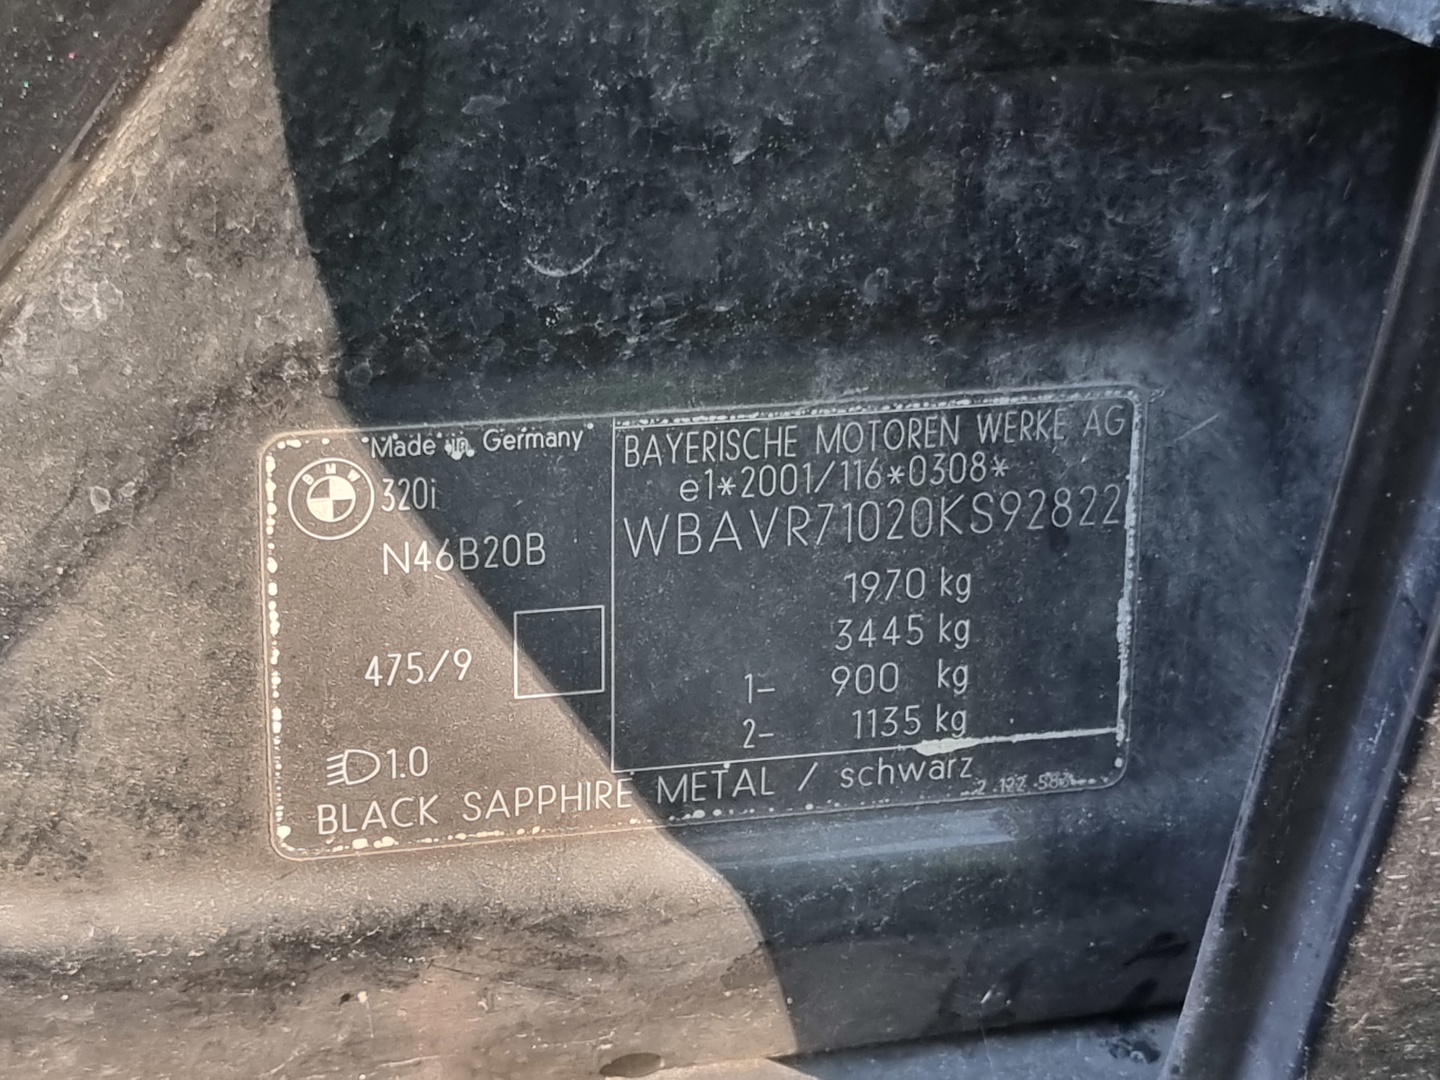 Made in Germany
BMW
320i
N46B20B
475/9
1.0
BAYERISCHE MOTOREN WERKE AG
e1*2001/116*0308*
WBAVR71020KS92822
1970 kg
3445 kg
1- 900 kg
2- 1135 kg
BLACK SAPPHIRE METAL / schwarz